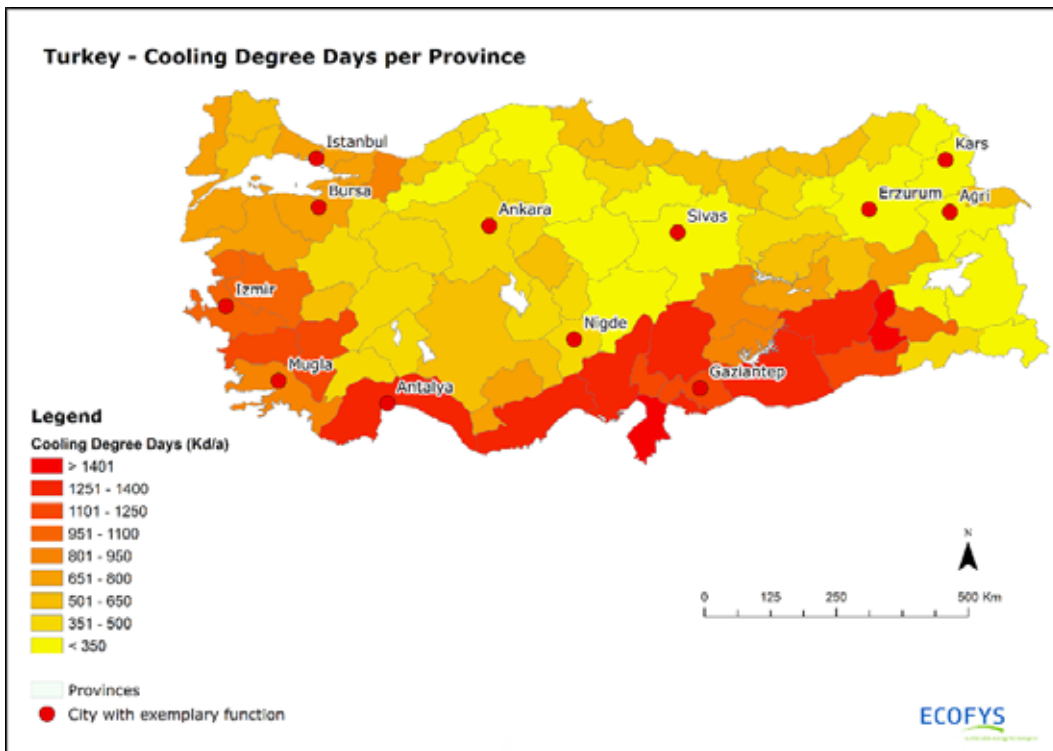 Turkey - Cooling Degree Days per Province
Istanbul
Kars
Bursa
Erzurum
Agri
Ankara
Sivas
Izmir
Nigde
Mugla
Gaziantep
Antalya
Legend
Cooling Degree Days (Kd/a)
> 1401
1251 - 1400
1101 - 1250
951 - 1100
801 - 950
651 - 800
501 - 650
351 - 500
< 350
N
0 125 250 500 Km
Provinces
City with exemplary function
ECOFYS